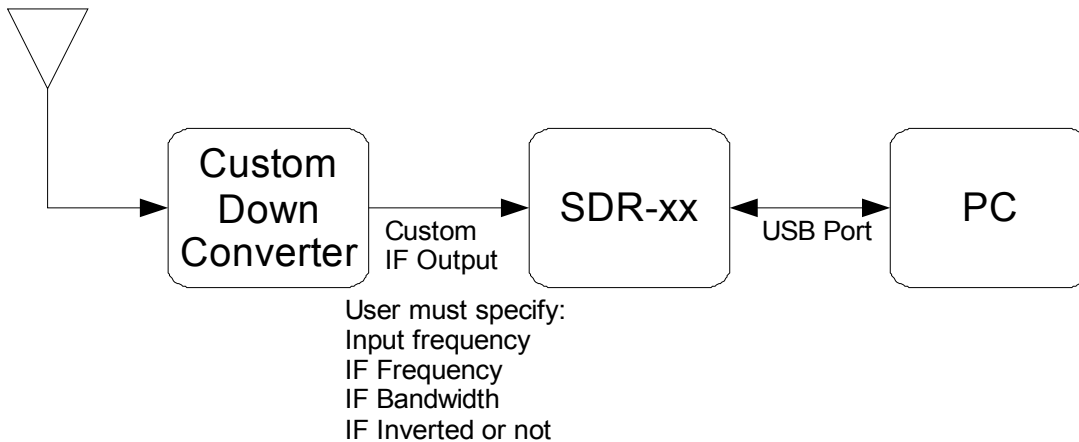 Custom
Down
Converter
Custom
IF Output
SDR-xx
USB Port
PC
User must specify:
Input frequency
IF Frequency
IF Bandwidth
IF Inverted or not